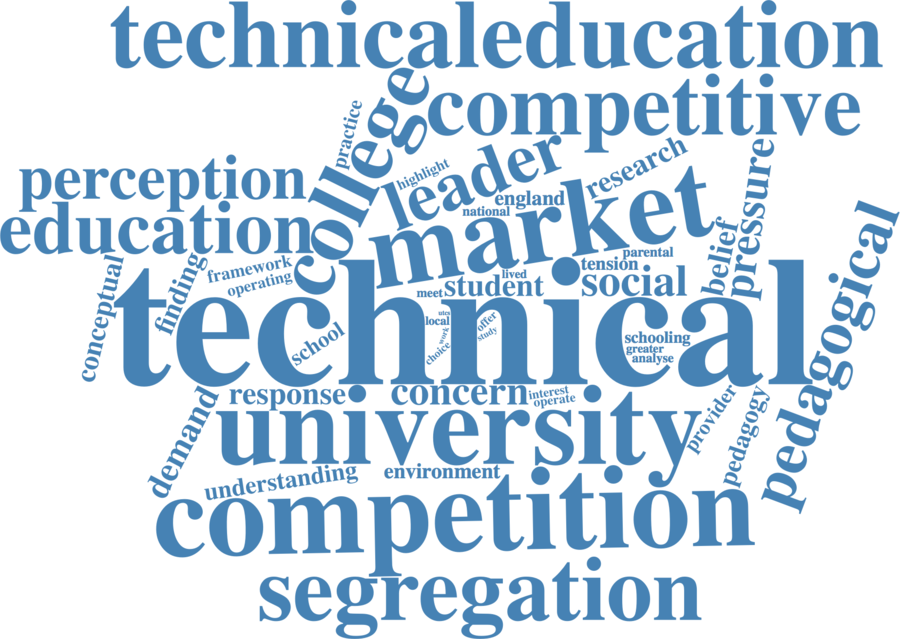 technicaleducation
competitive
college
practice
highlight
leader
research
perception
england
national
market
pressure
education
belief
parental
tension
social
framework
operating
finding
conceptual
lived
student
meet
technical
pedagogical
utes
local
work
choice
offer
study
school
schooling
greater
analyse
response
concern
interest
operate
university
provider
pedagogy
demand
understanding
environment
competition
segregation